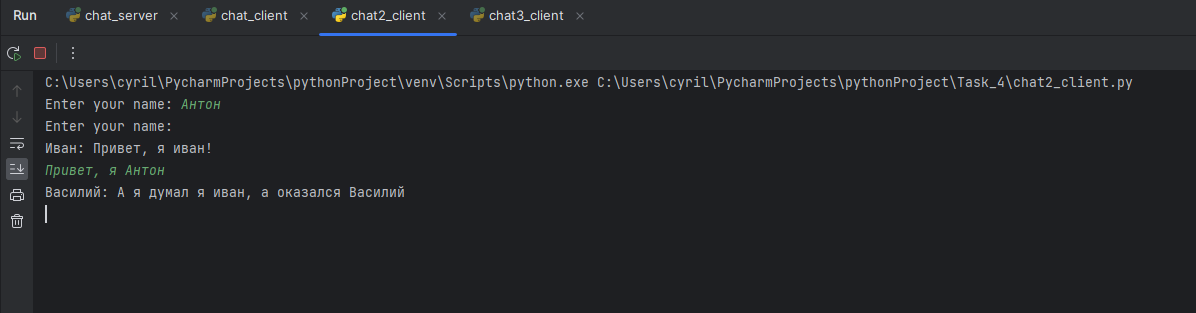 Run chat_server chat_client chat2_client chat3_client
C:\Users\cyril\PycharmProjects\pythonProject\venv\Scripts\python.exe C:\Users\cyril\PycharmProjects\pythonProject\Task_4\chat2_client.py
Enter your name: Антон
Enter your name:
Иван: Привет, я иван!
Привет, я Антон
Василий: А я думал я иван, а оказался Василий